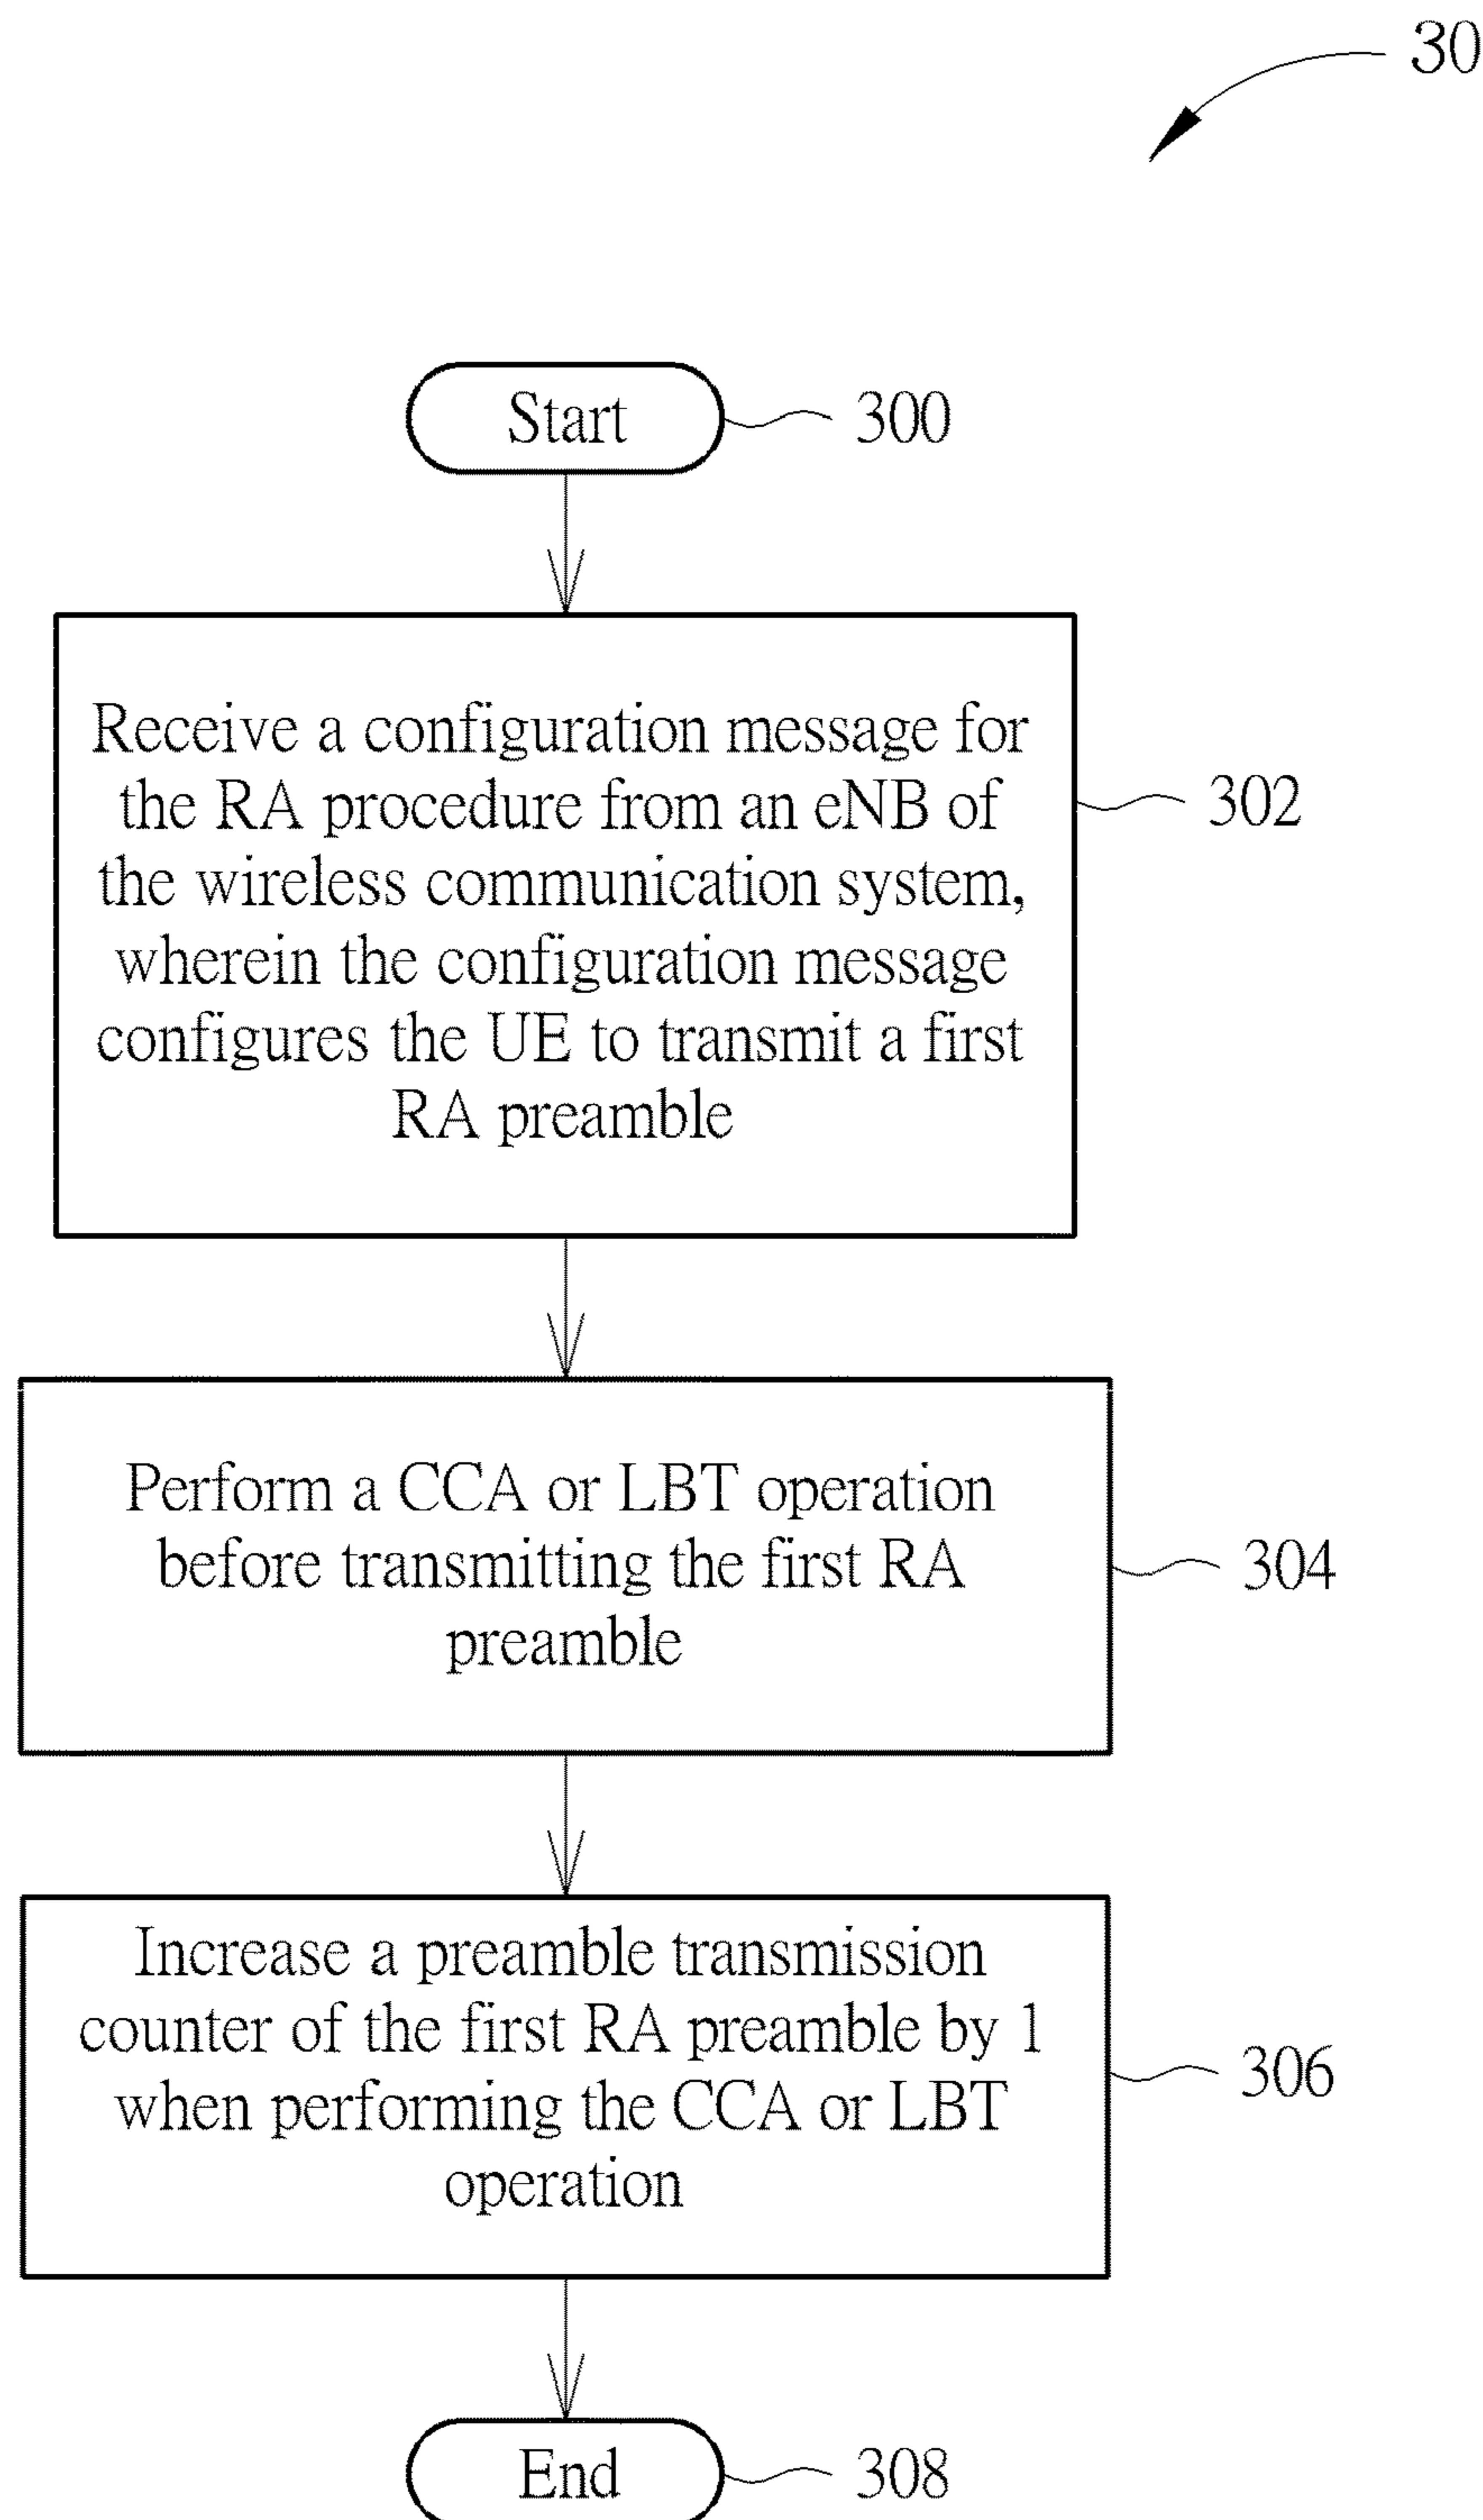 30
Start
300
Receive a configuration message for
the RA procedure from an eNB of
the wireless communication system,
wherein the configuration message
configures the UE to transmit a first
RA preamble
302
Perform a CCA or LBT operation
before transmitting the first RA
preamble
304
Increase a preamble transmission
counter of the first RA preamble by 1
when performing the CCA or LBT
operation
306
End
308